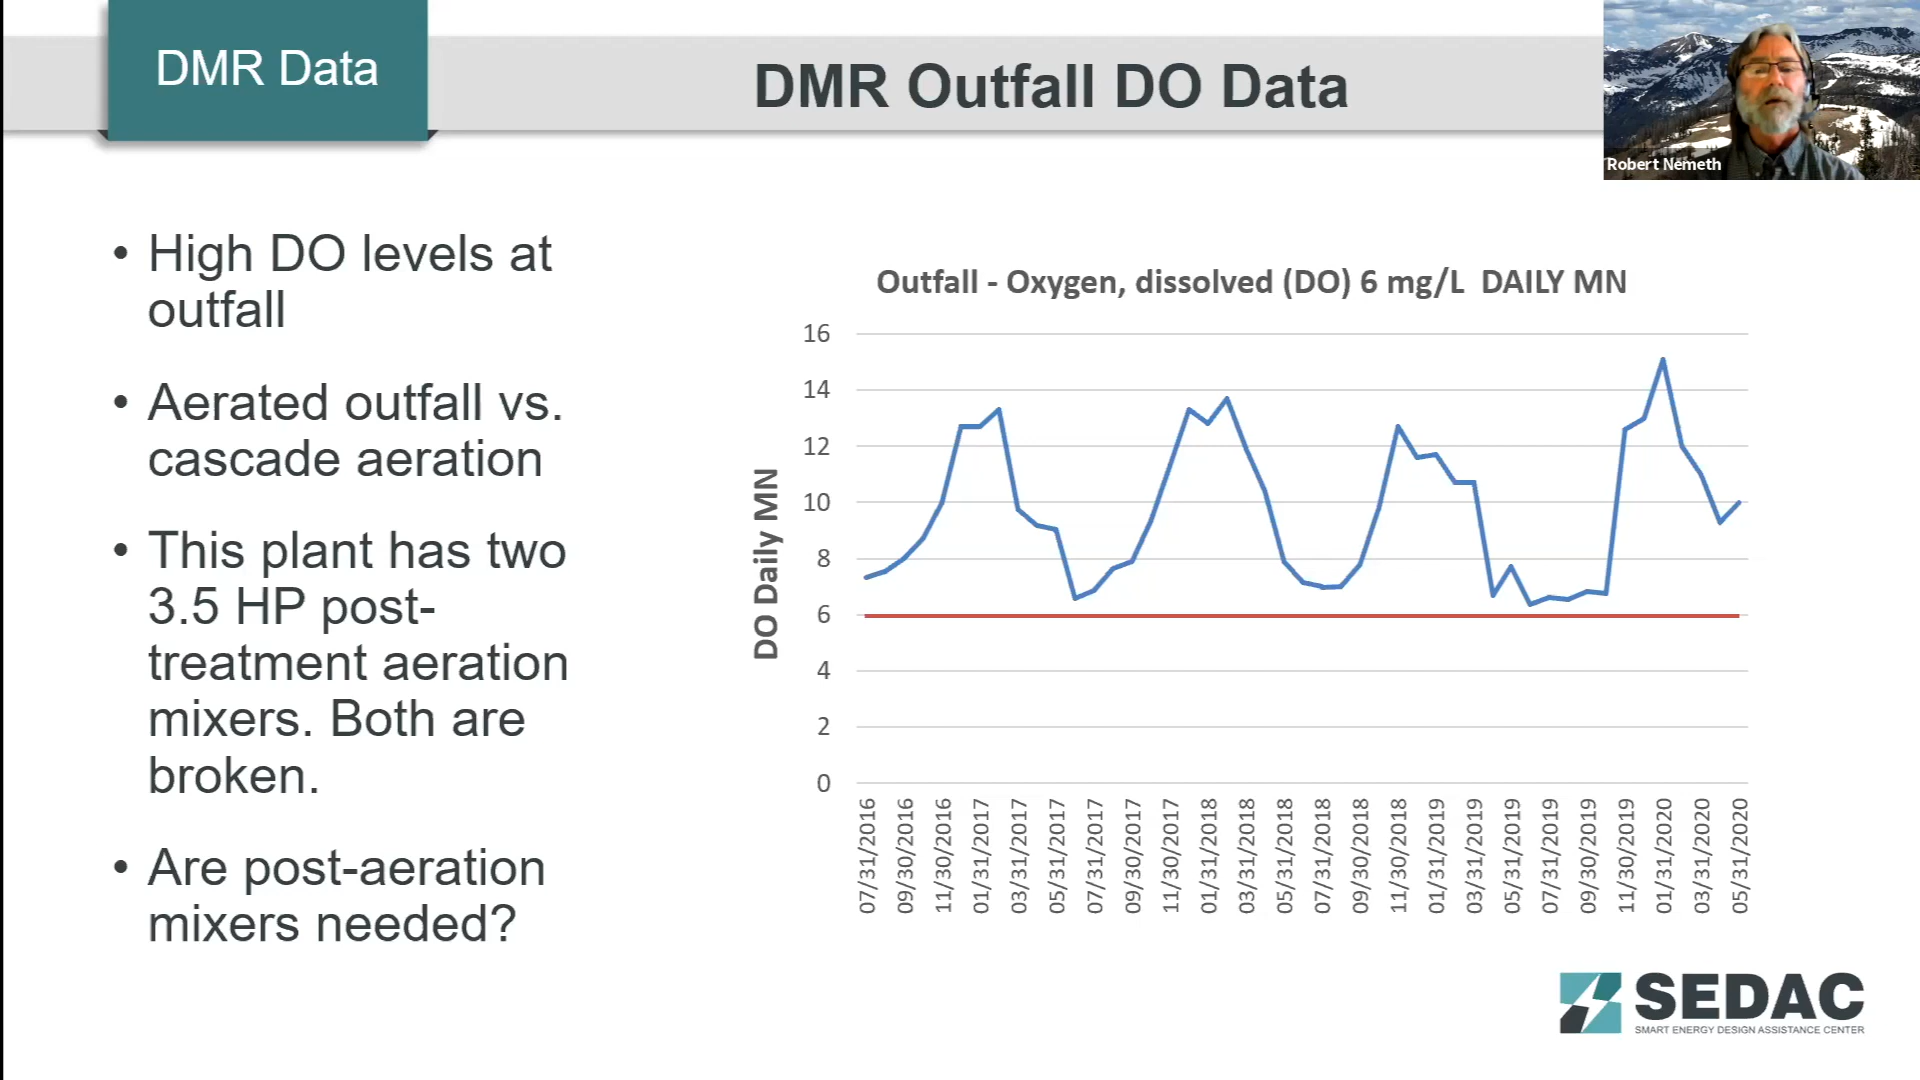 DMR Data
DMR Outfall DO Data
Robert Nemeth
• High DO levels at
outfall
• Aerated outfall vs.
cascade aeration
• This plant has two
3.5 HP post-
treatment aeration
mixers. Both are
broken.
• Are post-aeration
mixers needed?
Outfall - Oxygen, dissolved (DO) 6 mg/L DAILY MN
DO Daily MN
16
14
12
10
8
6
4
2
0
07/31/2016
09/30/2016
11/30/2016
01/31/2017
03/31/2017
05/31/2017
07/31/2017
09/30/2017
11/30/2017
01/31/2018
03/31/2018
05/31/2018
07/31/2018
09/30/2018
11/30/2018
01/31/2019
03/31/2019
05/31/2019
07/31/2019
09/30/2019
11/30/2019
01/31/2020
03/31/2020
05/31/2020
SEDAC
SMART ENERGY DESIGN ASSISTANCE CENTER